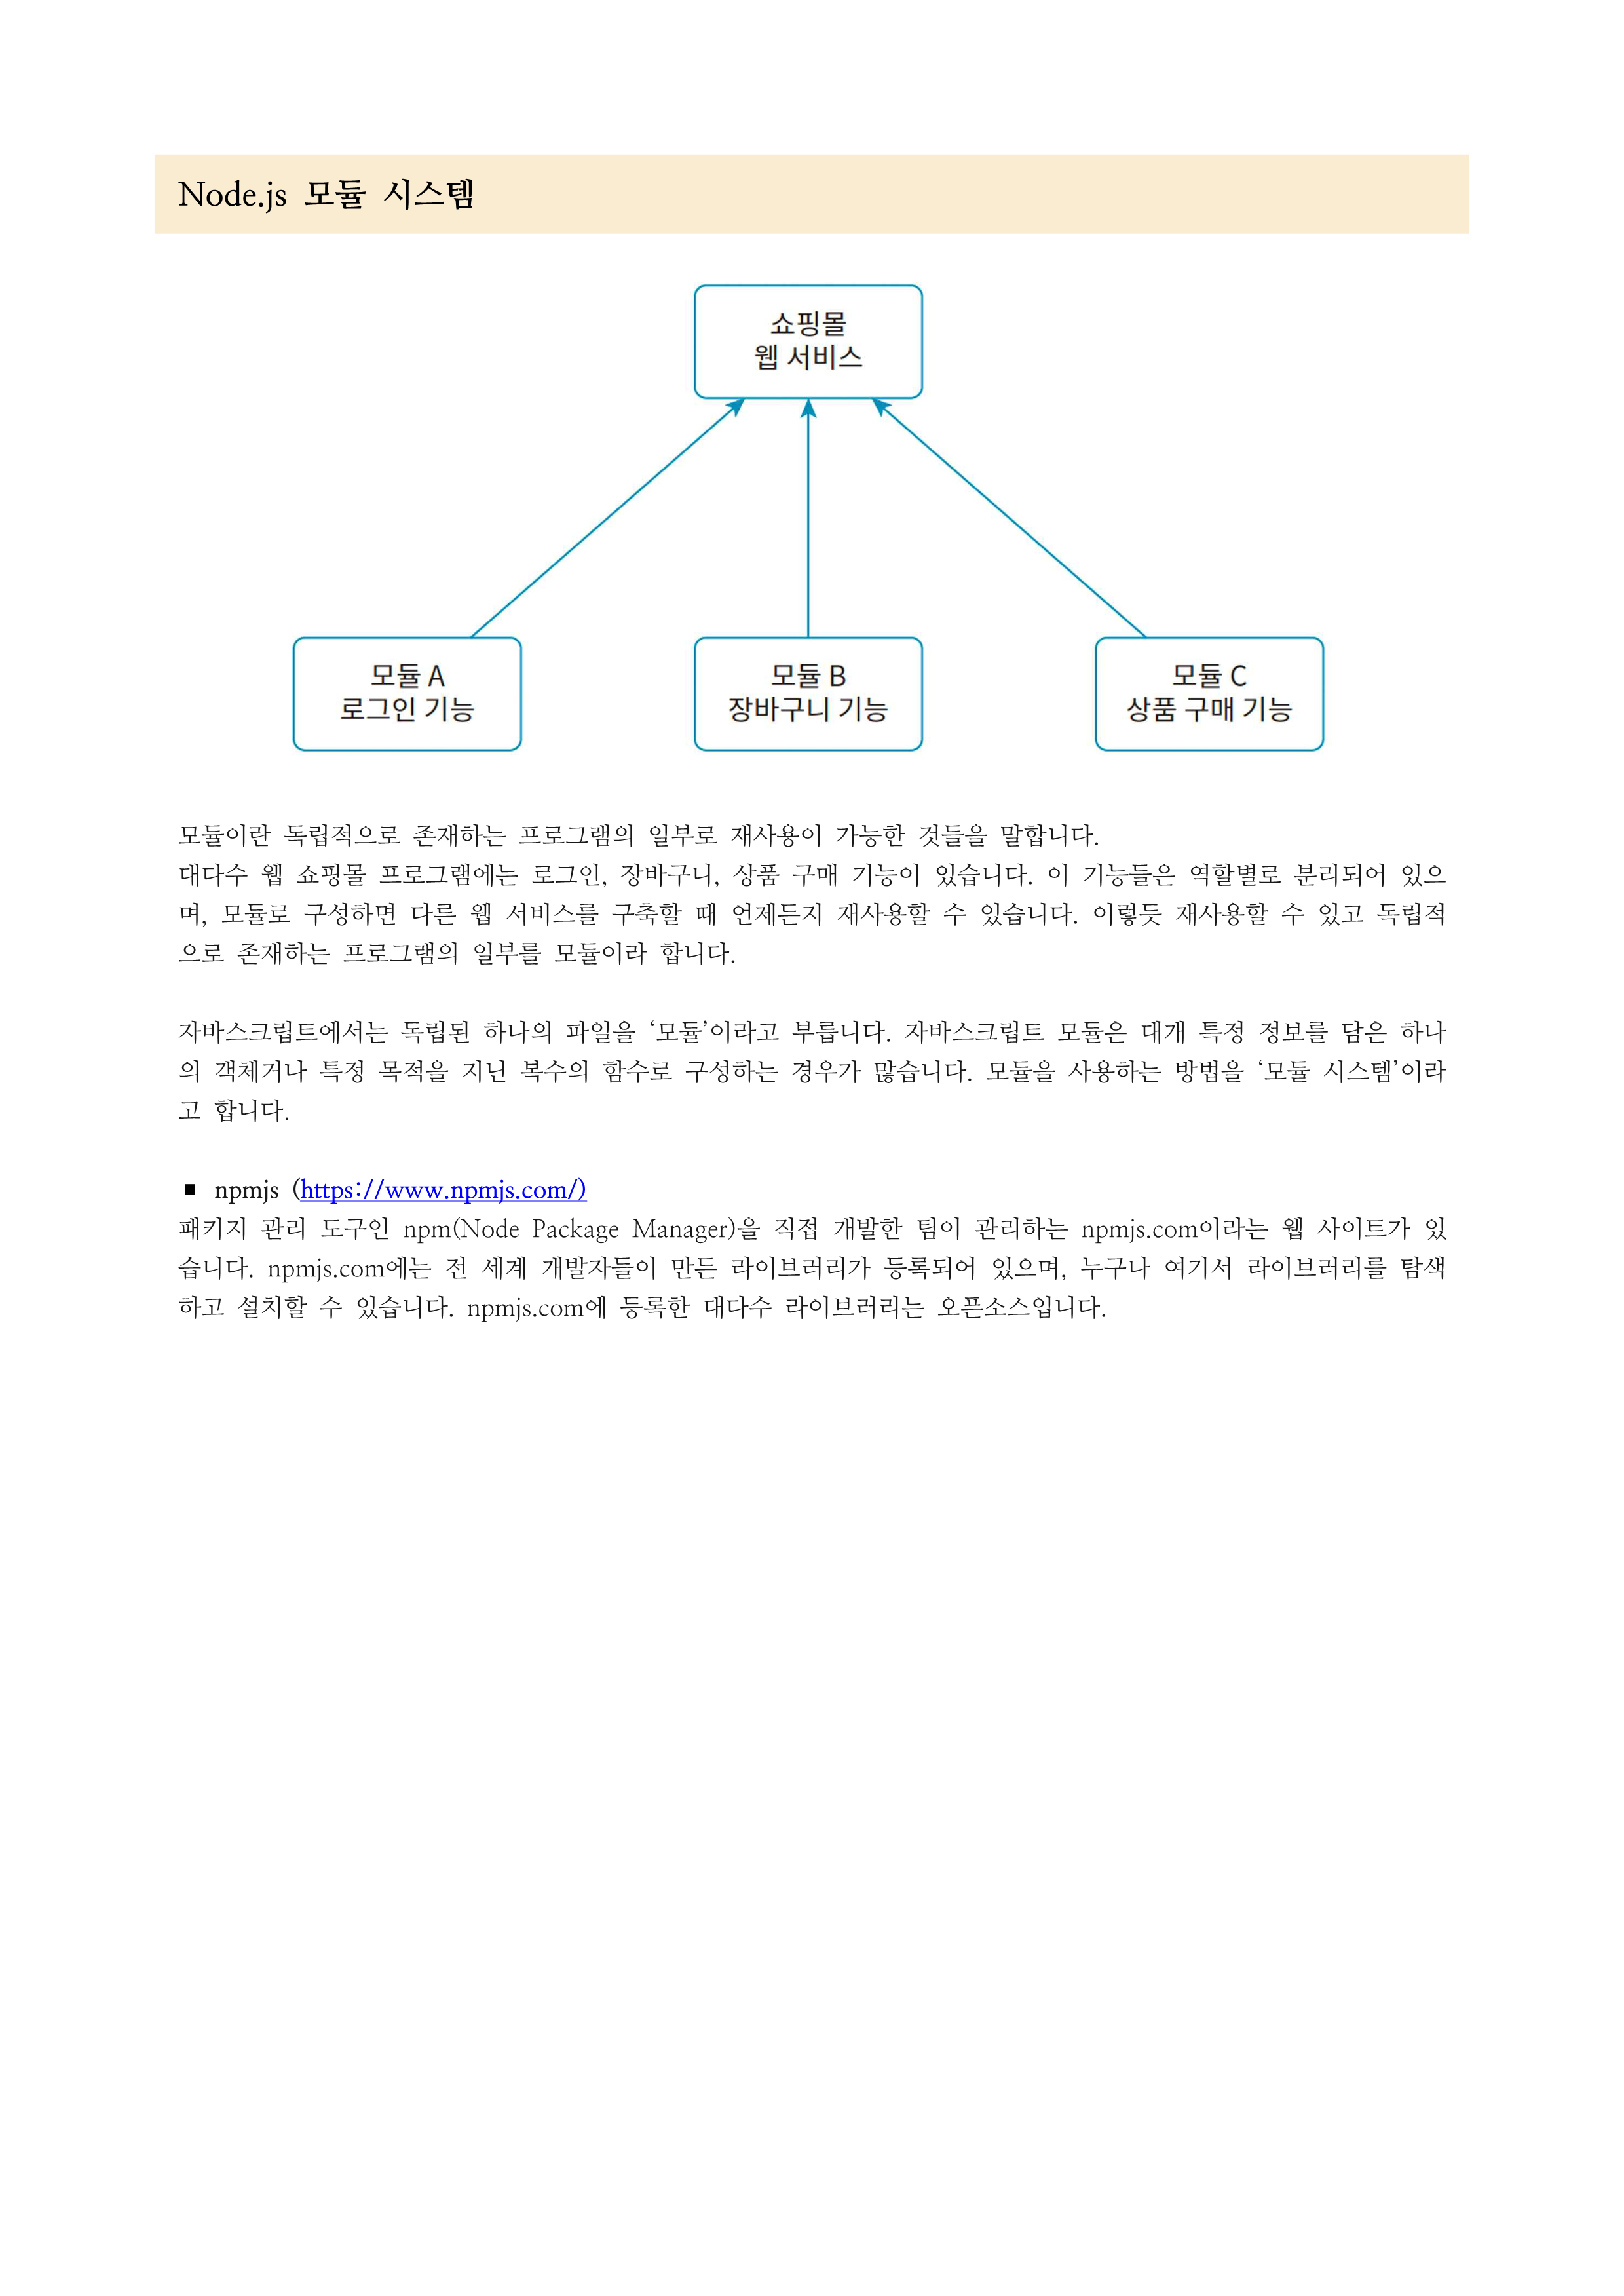 Node.js 모듈 시스템
쇼핑몰
웹 서비스
모듈 A
로그인 기능
모듈 B
장바구니 기능
모듈 C
상품 구매 기능
모듈이란 독립적으로 존재하는 프로그램의 일부로 재사용이 가능한 것들을 말합니다.
대다수 웹 쇼핑몰 프로그램에는 로그인, 장바구니, 상품 구매 기능이 있습니다. 이 기능들은 역할별로 분리되어 있으
며, 모듈로 구성하면 다른 웹 서비스를 구축할 때 언제든지 재사용할 수 있습니다. 이렇듯 재사용할 수 있고 독립적
으로 존재하는 프로그램의 일부를 모듈이라 합니다.
자바스크립트에서는 독립된 하나의 파일을 ‘모듈’이라고 부릅니다. 자바스크립트 모듈은 대개 특정 정보를 담은 하나
의 객체거나 특정 목적을 지닌 복수의 함수로 구성하는 경우가 많습니다. 모듈을 사용하는 방법을 ‘모듈 시스템’이라
고 합니다.
■ npmjs (https://www.npmjs.com/)
패키지 관리 도구인 npm(Node Package Manager)을 직접 개발한 팀이 관리하는 npmjs.com이라는 웹 사이트가 있
습니다. npmjs.com에는 전 세계 개발자들이 만든 라이브러리가 등록되어 있으며, 누구나 여기서 라이브러리를 탐색
하고 설치할 수 있습니다. npmjs.com에 등록한 대다수 라이브러리는 오픈소스입니다.